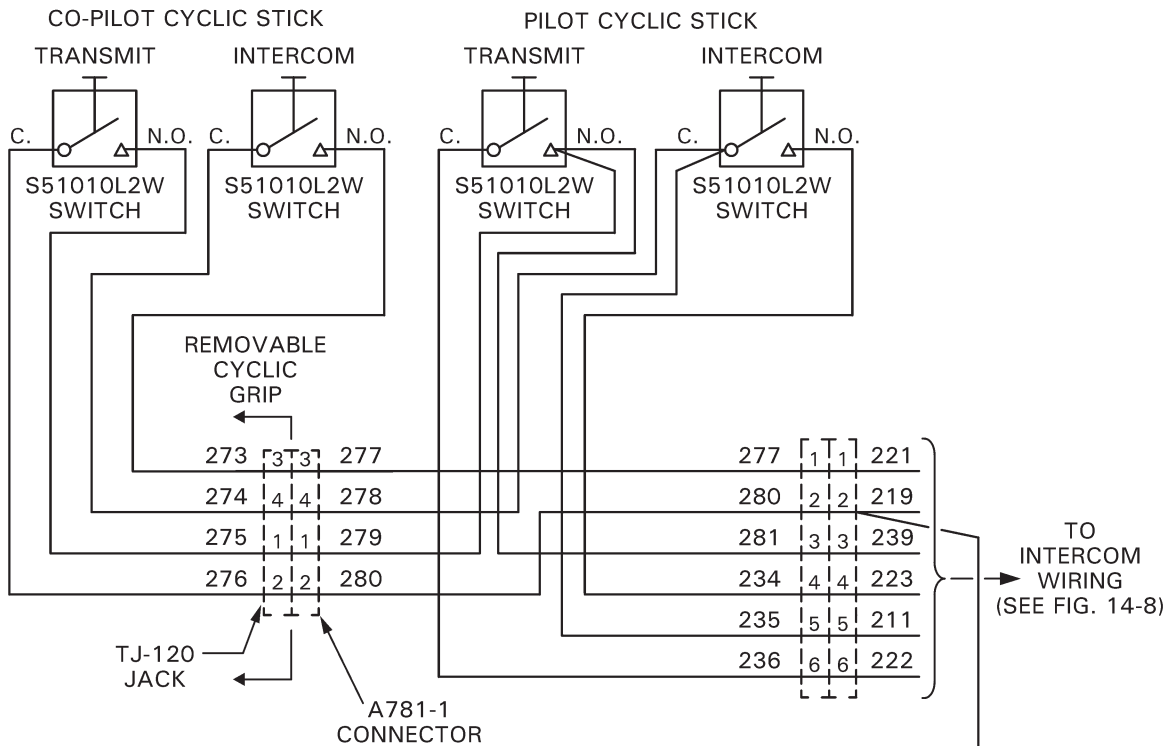 CO-PILOT CYCLIC STICK
PILOT CYCLIC STICK
TRANSMIT
INTERCOM
TRANSMIT
INTERCOM
C.
N.O.
C.
N.O.
C.
N.O.
C.
N.O.
S51010L2W
SWITCH
S51010L2W
SWITCH
S51010L2W
SWITCH
S51010L2W
SWITCH
REMOVABLE
CYCLIC
GRIP
273 3 3 277
274 4 4 278
275 1 1 279
276 2 2 280
277 1 1 221
280 2 2 219
281 3 3 239
234 4 4 223
235 5 5 211
236 6 6 222
TO
INTERCOM
WIRING
(SEE FIG. 14-8)
TJ-120
JACK
A781-1
CONNECTOR